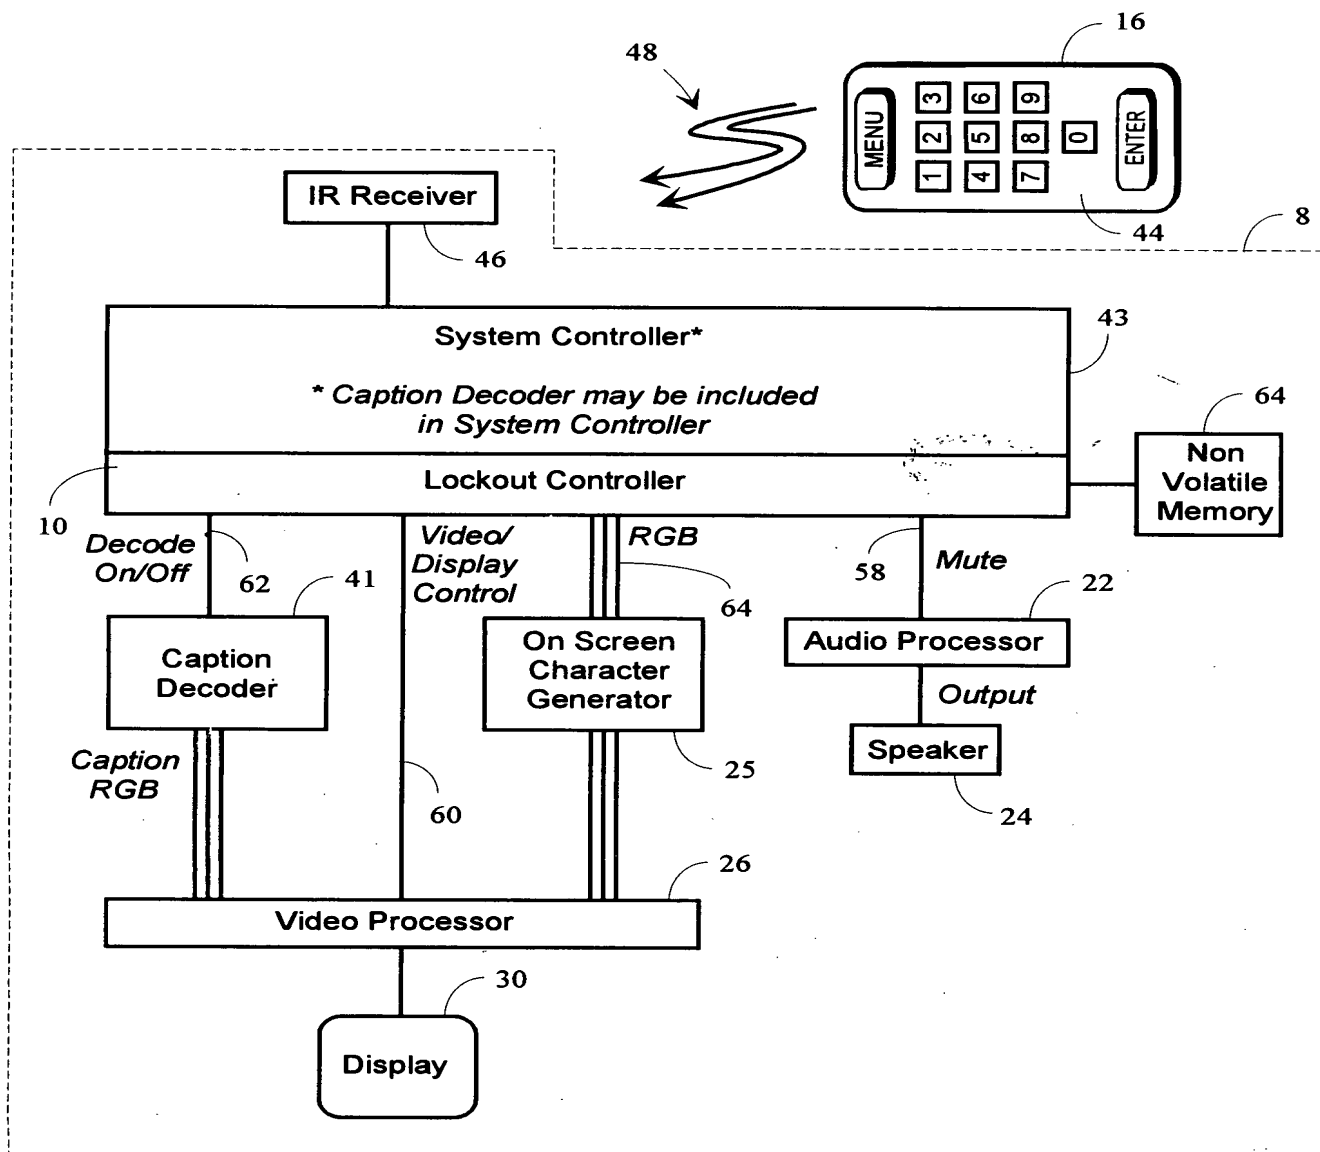 16
48
MENU
3 6 9
2 5 8 0
1 4 7
ENTER
44
8
IR Receiver
46
System Controller*
* Caption Decoder may be included
in System Controller
43
64
Non
Volatile
Memory
Lockout Controller
10
Decode
On/Off
62
41
Video/
Display
Control
RGB
64
58
Mute
22
Caption
Decoder
On Screen
Character
Generator
Audio Processor
Output
Speaker
24
Caption
RGB
60
25
26
Video Processor
30
Display